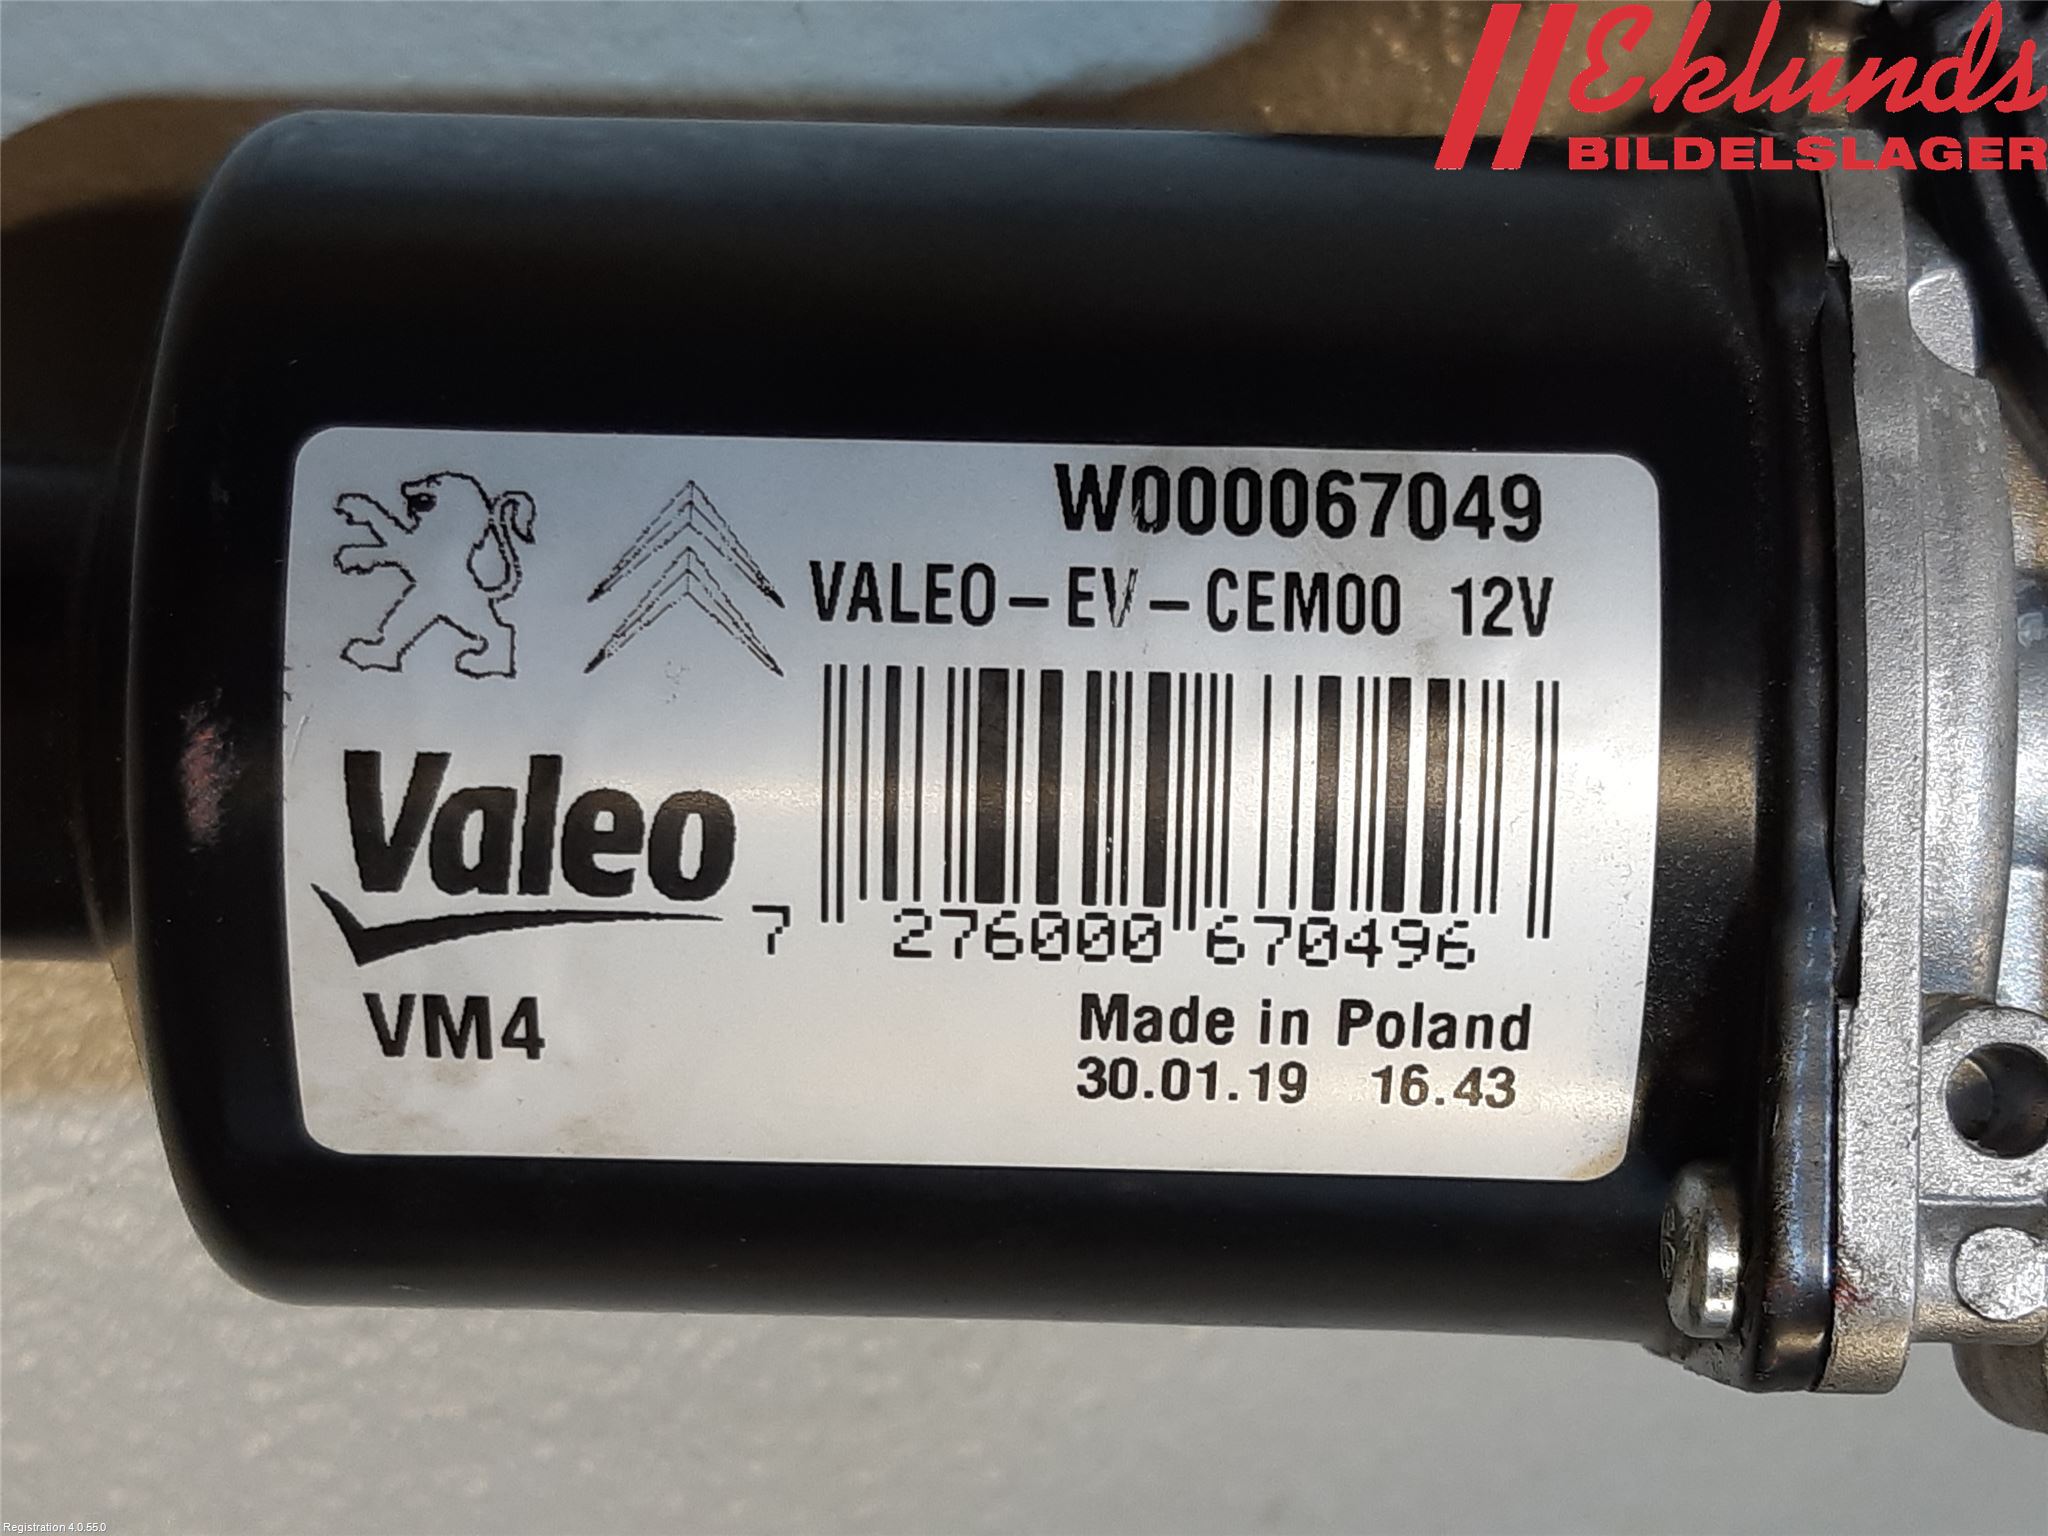 Eklunds
BILDELSLAGER
W000067049
VALEO-EV-CEM00 12V
Valeo
7 276000 670496
VM4
Made in Poland
30.01.19 16.43
Registration 4.0.55.0